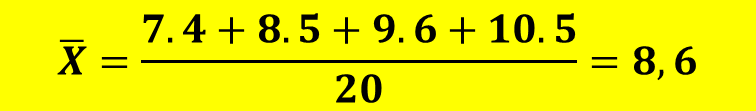 X̅ = (7. 4 + 8. 5 + 9. 6 + 10. 5) / 20 = 8, 6